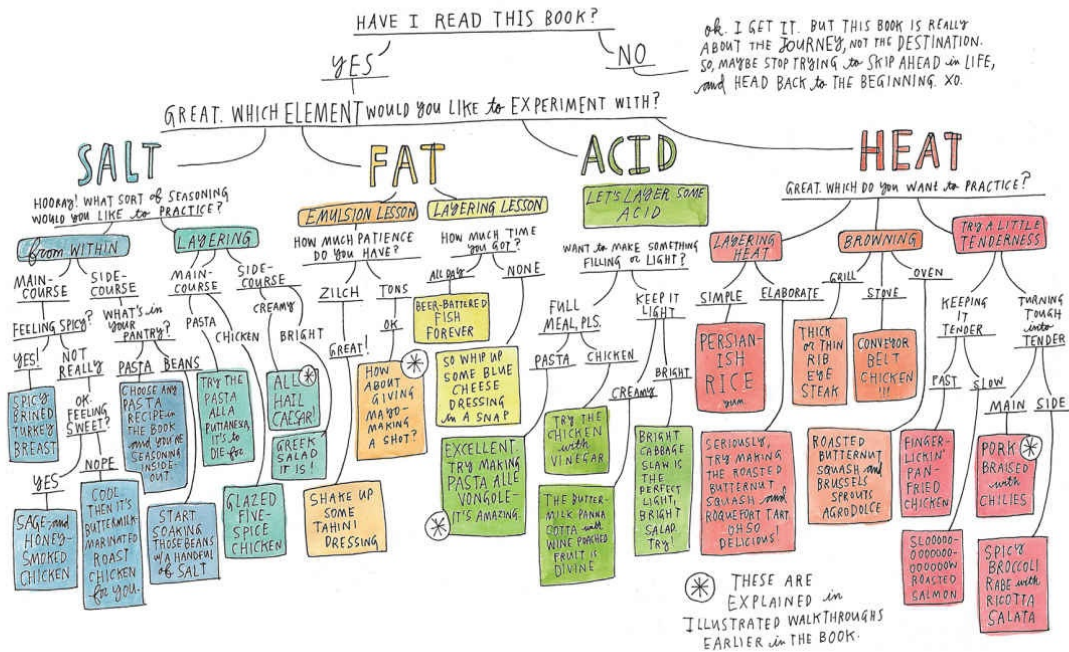 HAVE I READ THIS BOOK?
YES
NO
ok. I GET IT. BUT THIS BOOK IS REALLY
ABOUT THE JOURNEY, NOT THE DESTINATION.
SO, MAYBE STOP TRYING to SKIP AHEAD in LIFE,
and HEAD BACK to THE BEGINNING. XO.
GREAT. WHICH ELEMENT WOULD YOU LIKE to EXPERIMENT WITH?
SALT
HOORAY! WHAT SORT of SEASONING
WOULD YOU LIKE to PRACTICE?
from WITHIN
MAIN-
COURSE
FEELING SPICY?
YES!
SPICY
BRINED
TURKEY
BREAST
NOT
REALLY
OK.
FEELING
SWEET?
YES
SAGE-and
HONEY-
SMOKED
CHICKEN
NOPE
COOL.
THEN IT'S
BUTTERMILK-
MARINATED
ROAST
CHICKEN
for YOU.
SIDE-
COURSE
WHAT'S in
YOUR
PANTRY?
PASTA
CHOOSE ANY
PASTA
RECIPE in
THE BOOK
and YOU'RE
SEASONING
INSIDE-
OUT.
BEANS
START
SOAKING
THOSE BEANS
w/ A HANDFUL
of SALT
LAYERING
MAIN-
COURSE
PASTA
TRY THE
PASTA
ALLA
PUTTANESCA,
IT'S to
DIE for
CHICKEN
GLAZED
FIVE-
SPICE
CHICKEN
SIDE-
COURSE
CREAMY
ALL
HAIL
CAESAR!
BRIGHT
GREEK
SALAD
IT IS!
FAT
EMULSION LESSON
HOW MUCH PATIENCE
DO YOU HAVE?
ZILCH
GREAT!
SHAKE UP
SOME
TAHINI
DRESSING
TONS
OK
HOW
ABOUT
GIVING
MAYO-
MAKING
A SHOT?
LAYERING LESSON
HOW MUCH TIME
YOU GOT?
ALL DAY
BEER-BATTERED
FISH
FOREVER
NONE
SO WHIP UP
SOME BLUE
CHEESE
DRESSING
in A SNAP
ACID
LET'S LAYER SOME
ACID
WANT to MAKE SOMETHING
FILLING or LIGHT?
FULL
MEAL, PLS.
PASTA
EXCELLENT.
TRY MAKING
PASTA ALLE
VONGOLE-
IT'S AMAZING.
CHICKEN
TRY THE
CHICKEN
with
VINEGAR
KEEP IT
LIGHT
CREAMY
THE BUTTER-
MILK PANNA
COTTA with
WINE POACHED
FRUIT IS
DIVINE
BRIGHT
BRIGHT
CABBAGE
SLAW IS
THE
PERFECT
LIGHT,
BRIGHT
SALAD.
TRY!
HEAT
GREAT. WHICH DO YOU WANT to PRACTICE?
LAYERING
HEAT
SIMPLE
PERSIAN-
ISH
RICE
yum
ELABORATE
SERIOUSLY,
TRY MAKING
THE ROASTED
BUTTERNUT
SQUASH and
ROQUEFORT TART.
OH SO
DELICIOUS!
BROWNING
GRILL
THICK
or THIN
RIB
EYE
STEAK
STOVE
CONVEYOR
BELT
CHICKEN
!!!
OVEN
ROASTED
BUTTERNUT
SQUASH and
BRUSSELS
SPROUTS
AGRODOLCE
TRY A LITTLE
TENDERNESS
KEEPING
IT
TENDER
FAST
FINGER-
LICKIN'
PAN-
FRIED
CHICKEN
SLOW
SLOOOOO-
OOOOOOO-
OOOOOOW
ROASTED
SALMON
TURNING
TOUGH
into
TENDER
MAIN
PORK
BRAISED
with
CHILIES
SIDE
SPICY
BROCCOLI
RABE with
RICOTTA
SALATA
THESE ARE
EXPLAINED in
ILLUSTRATED WALKTHROUGHS
EARLIER in THE BOOK.